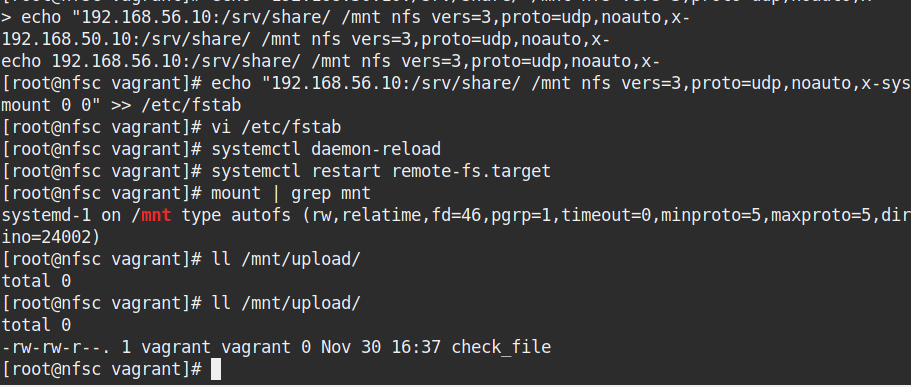 > echo "192.168.56.10:/srv/share/ /mnt nfs vers=3,proto=udp,noauto,x-
192.168.50.10:/srv/share/ /mnt nfs vers=3,proto=udp,noauto,x-
echo 192.168.56.10:/srv/share/ /mnt nfs vers=3,proto=udp,noauto,x-
[root@nfsc vagrant]# echo "192.168.56.10:/srv/share/ /mnt nfs vers=3,proto=udp,noauto,x-sys
mount 0 0" >> /etc/fstab
[root@nfsc vagrant]# vi /etc/fstab
[root@nfsc vagrant]# systemctl daemon-reload
[root@nfsc vagrant]# systemctl restart remote-fs.target
[root@nfsc vagrant]# mount | grep mnt
systemd-1 on /mnt type autofs (rw,relatime,fd=46,pgrp=1,timeout=0,minproto=5,maxproto=5,dir
ino=24002)
[root@nfsc vagrant]# ll /mnt/upload/
total 0
[root@nfsc vagrant]# ll /mnt/upload/
total 0
-rw-rw-r--. 1 vagrant vagrant 0 Nov 30 16:37 check_file
[root@nfsc vagrant]#